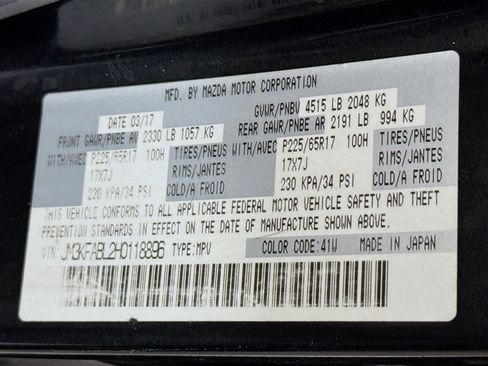 MFD. BY MAZDA MOTOR CORPORATION
DATE 03/17 GVWR/PNBV 4515 LB 2048 KG
FRONT GAWR/PNBE AV 2330 LB 1057 KG REAR GAWR/PNBE AR 2191 LB 994 KG
WITH/AVEC P225/65R17 100H TIRES/PNEUS WITH/AVEC P225/65R17 100H TIRES/PNEUS
17X7J RIMS/JANTES 17X7J RIMS/JANTES
230 KPA/34 PSI COLD/A FROID 230 KPA/34 PSI COLD/A FROID
THIS VEHICLE CONFORMS TO ALL APPLICABLE FEDERAL MOTOR VEHICLE SAFETY AND THEFT
PREVENTION STANDARDS IN EFFECT ON THE DATE OF MANUFACTURE SHOWN ABOVE.
VIN: JM3KFABL2H0118896 TYPE:MPV COLOR CODE:41W MADE IN JAPAN